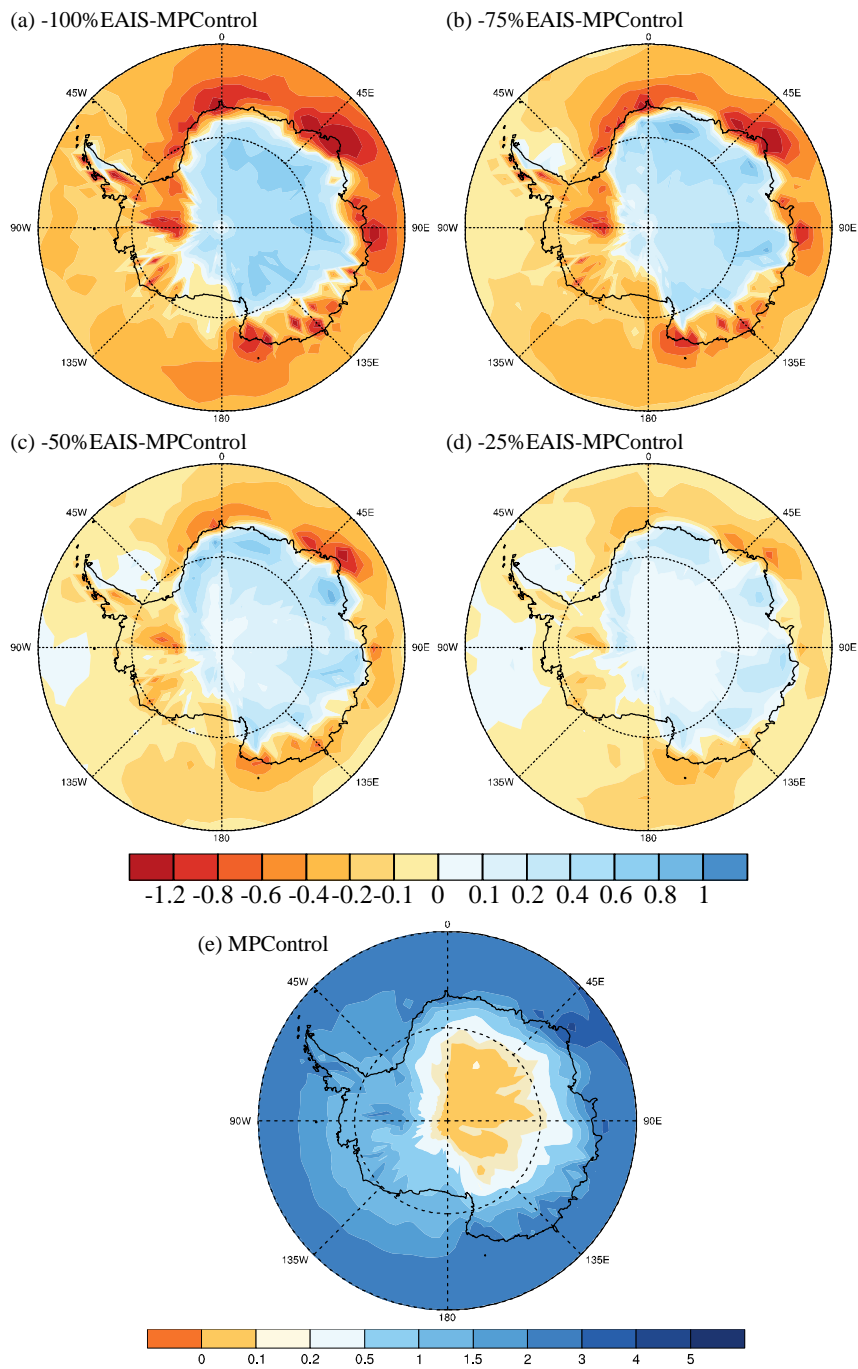 (a) -100%EAIS-MPControl
(b) -75%EAIS-MPControl
0
0
45W
45E
45W
45E
90W
90E
90W
90E
135W
135E
135W
135E
180
180
(c) -50%EAIS-MPControl
(d) -25%EAIS-MPControl
0
0
45W
45E
45W
45E
90W
90E
90W
90E
135W
135E
135W
135E
180
180
-1.2 -0.8 -0.6 -0.4 -0.2 -0.1 0 0.1 0.2 0.4 0.6 0.8 1
(e) MPControl
0
45W
45E
90W
90E
135W
135E
180
0 0.1 0.2 0.5 1 1.5 2 3 4 5